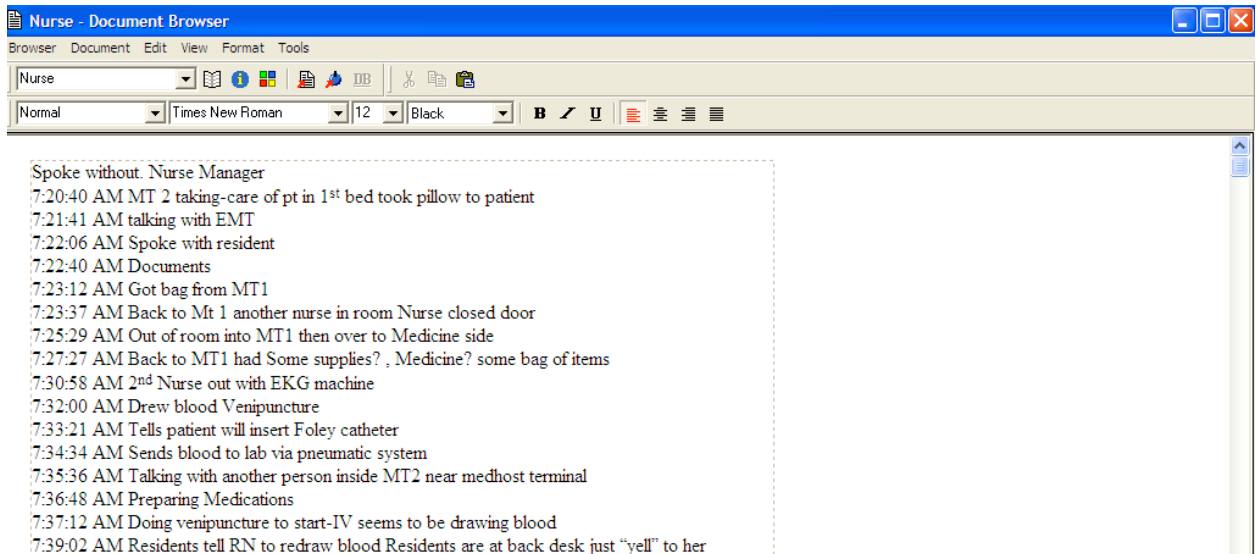 Nurse - Document Browser
Browser Document Edit View Format Tools
Nurse DB
Normal Times New Roman 12 Black B I U
Spoke without. Nurse Manager
7:20:40 AM MT 2 taking-care of pt in 1st bed took pillow to patient
7:21:41 AM talking with EMT
7:22:06 AM Spoke with resident
7:22:40 AM Documents
7:23:12 AM Got bag from MT1
7:23:37 AM Back to Mt 1 another nurse in room Nurse closed door
7:25:29 AM Out of room into MT1 then over to Medicine side
7:27:27 AM Back to MT1 had Some supplies? , Medicine? some bag of items
7:30:58 AM 2nd Nurse out with EKG machine
7:32:00 AM Drew blood Venipuncture
7:33:21 AM Tells patient will insert Foley catheter
7:34:34 AM Sends blood to lab via pneumatic system
7:35:36 AM Talking with another person inside MT2 near medhost terminal
7:36:48 AM Preparing Medications
7:37:12 AM Doing venipuncture to start-IV seems to be drawing blood
7:39:02 AM Residents tell RN to redraw blood Residents are at back desk just “yell” to her